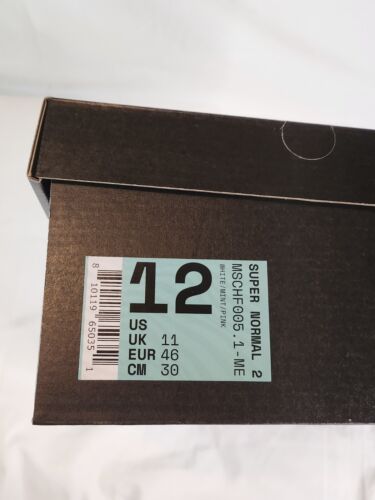 12
US
UK 11
EUR 46
CM 30
SUPER NORMAL 2
MSCHF005.1-ME
WHITE/MINT/PINK
8 10119 65035 1